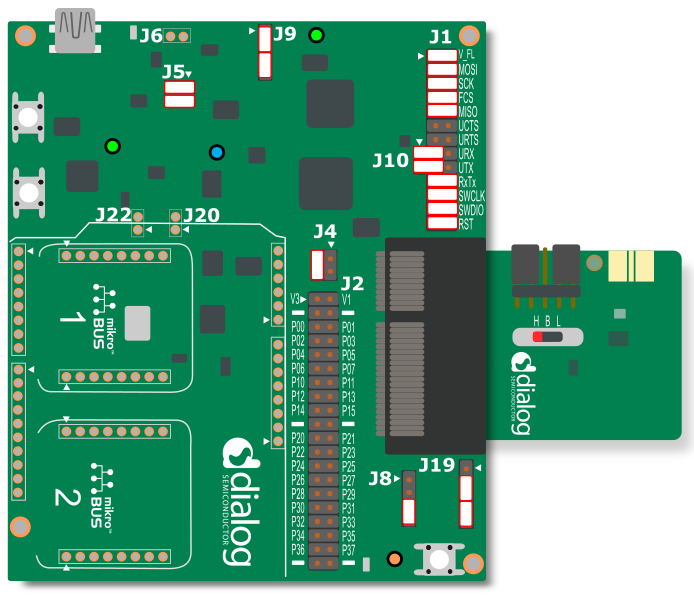 J6
J9
J1
V_FL
MOSI
SCK
FCS
MISO
UCTS
URTS
URX
UTX
RxTx
SWCLK
SWDIO
RST
J5
J10
J22
J20
J4
J2
V3
V1
P00
P01
P02
P03
P04
P05
P06
P07
P10
P11
P12
P13
P14
P15
P20
P21
P22
P23
P24
P25
P26
P27
P28
P29
P30
P31
P32
P33
P34
P35
P36
P37
1
mikro™
BUS
2
mikro™
BUS
dialog
SEMICONDUCTOR
J8
J19
H B L
dialog
SEMICONDUCTOR